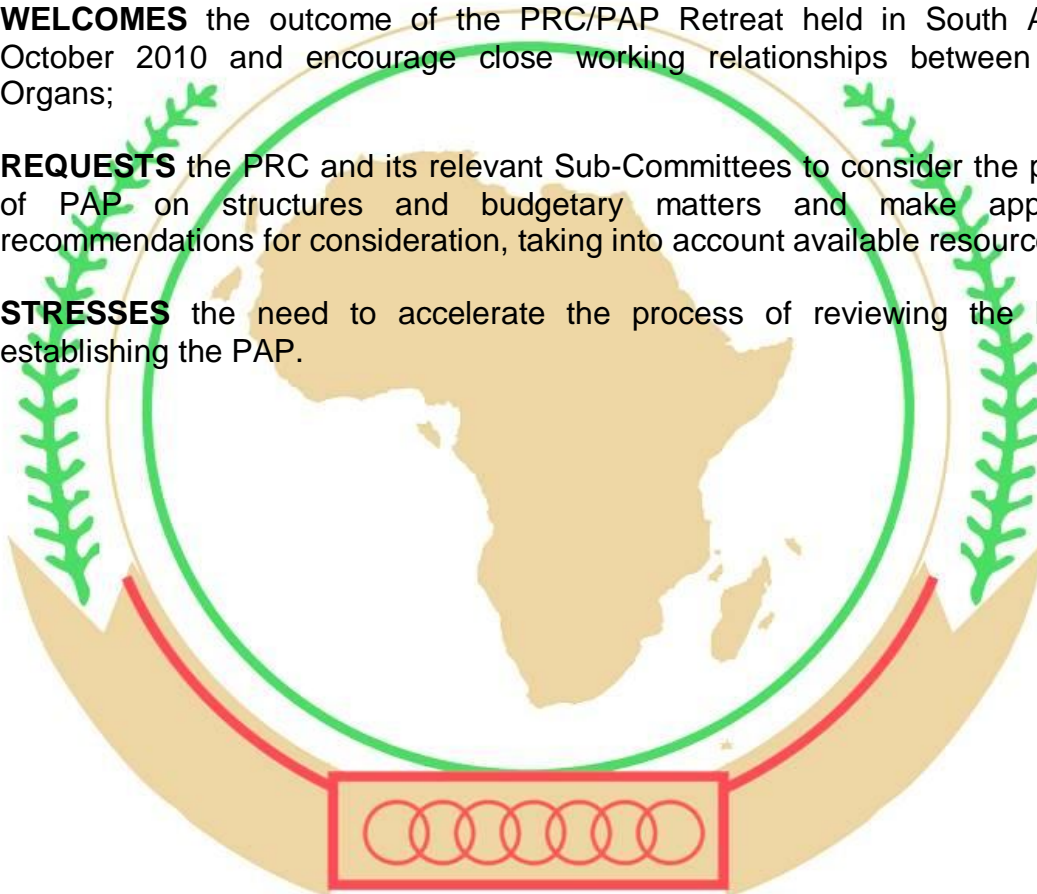 WELCOMES the outcome of the PRC/PAP Retreat held in South
October 2010 and encourage close working relationships between
Organs;
REQUESTS the PRC and its relevant Sub-Committees to consider the
of PAP on structures and budgetary matters and make
recommendations for consideration, taking into account available
STRESSES the need to accelerate the process of reviewing the
establishing the PAP.